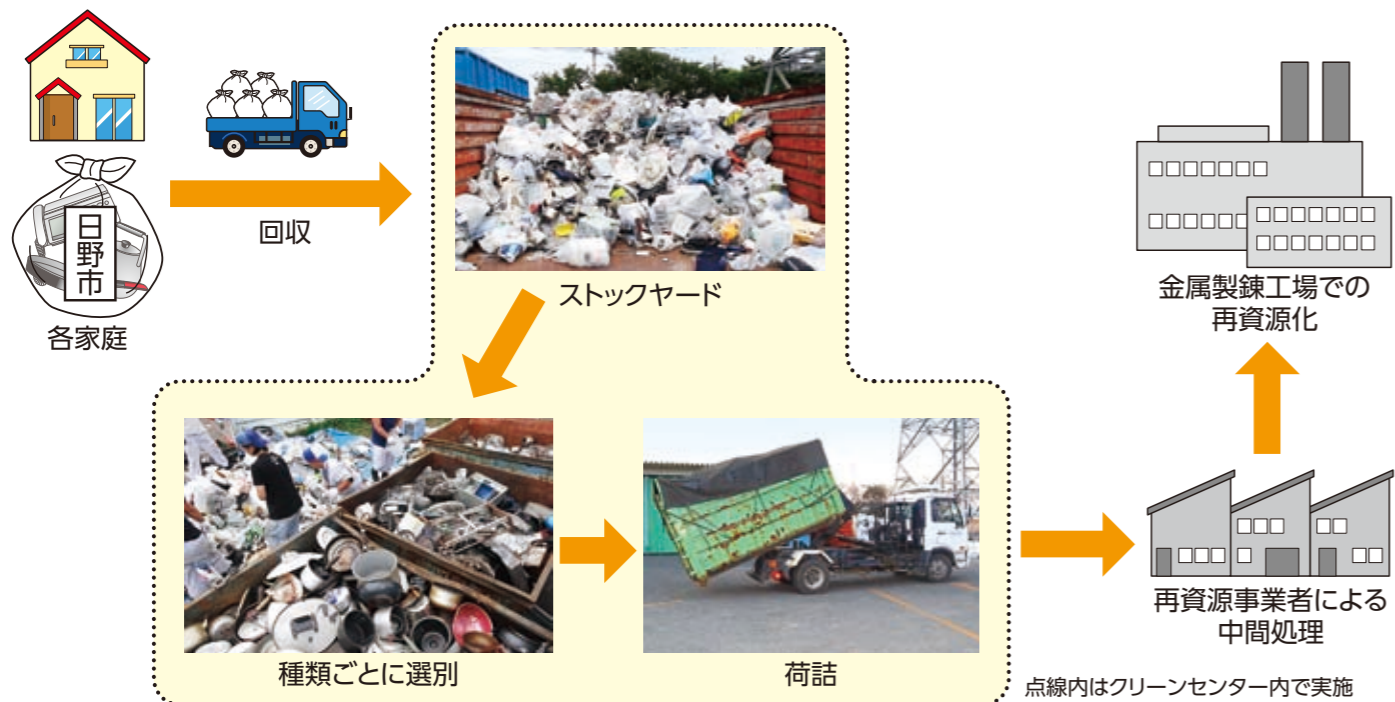 日野市
各家庭
回収
ストックヤード
種類ごとに選別
荷詰
再資源事業者による
中間処理
金属製錬工場での
再資源化
点線内はクリーンセンター内で実施